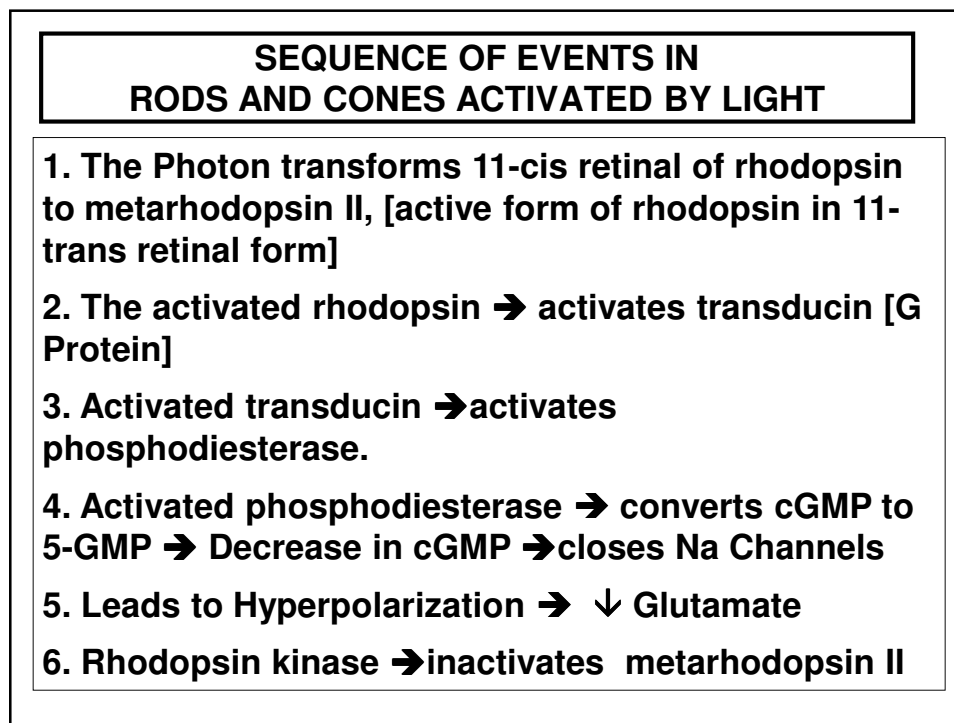 SEQUENCE OF EVENTS IN
RODS AND CONES ACTIVATED BY LIGHT
1. The Photon transforms 11-cis retinal of rhodopsin
to metarhodopsin II, [active form of rhodopsin in 11-
trans retinal form]
2. The activated rhodopsin ➔ activates transducin [G
Protein]
3. Activated transducin ➔activates
phosphodiesterase.
4. Activated phosphodiesterase ➔ converts cGMP to
5-GMP ➔ Decrease in cGMP ➔closes Na Channels
5. Leads to Hyperpolarization ➔ ↓ Glutamate
6. Rhodopsin kinase ➔inactivates metarhodopsin II